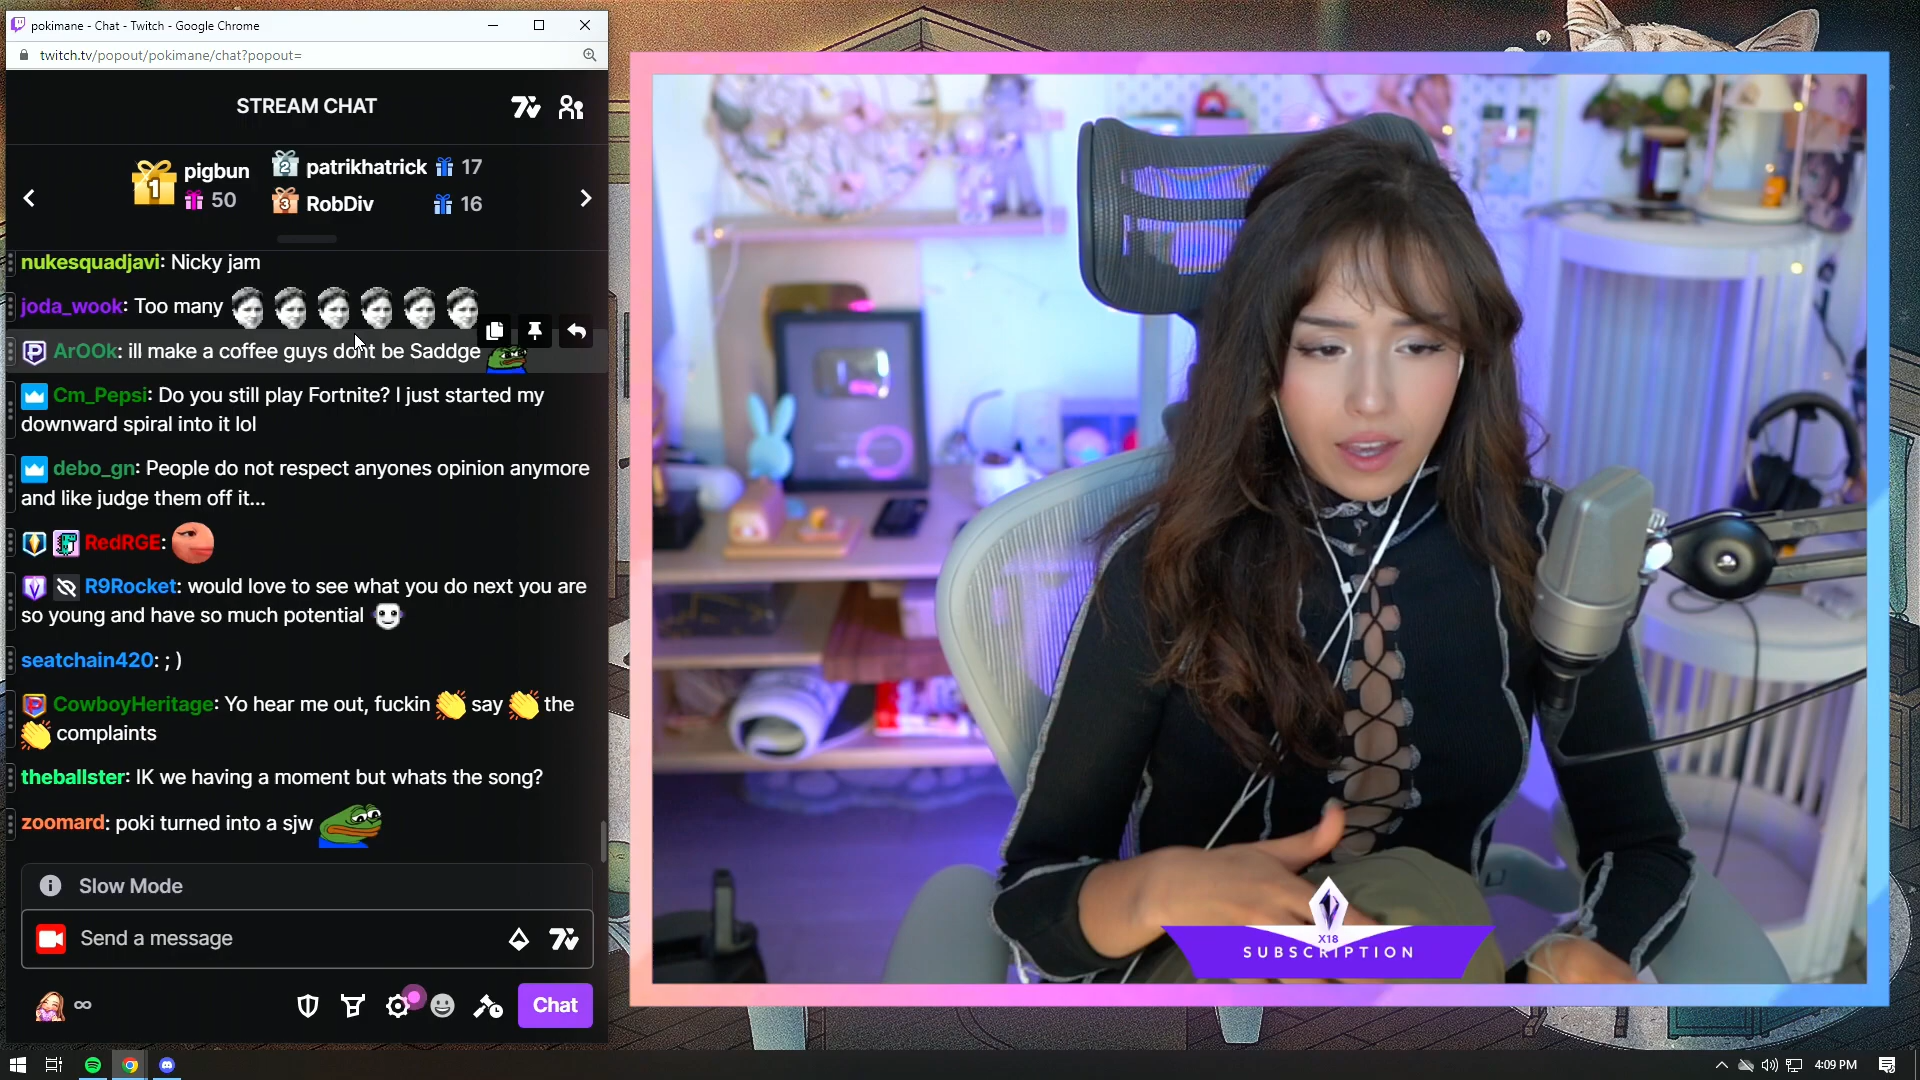 pokimane - Chat - Twitch - Google Chrome
twitch.tv/popout/pokimane/chat?popout=
STREAM CHAT
1 pigbun 50
2 patrikhatrick 17
3 RobDiv 16
nukesquadjavi: Nicky jam
joda_wook: Too many
ArOOk: ill make a coffee guys dont be Saddge
Cm_Pepsi: Do you still play Fortnite? I just started my
downward spiral into it lol
debo_gn: People do not respect anyones opinion anymore
and like judge them off it...
RedRGE:
R9Rocket: would love to see what you do next you are
so young and have so much potential
seatchain420: ; )
CowboyHeritage: Yo hear me out, fuckin say the
complaints
theballster: IK we having a moment but whats the song?
zoomard: poki turned into a sjw
Slow Mode
Send a message
Chat
X18
SUBSCRIPTION
4:09 PM